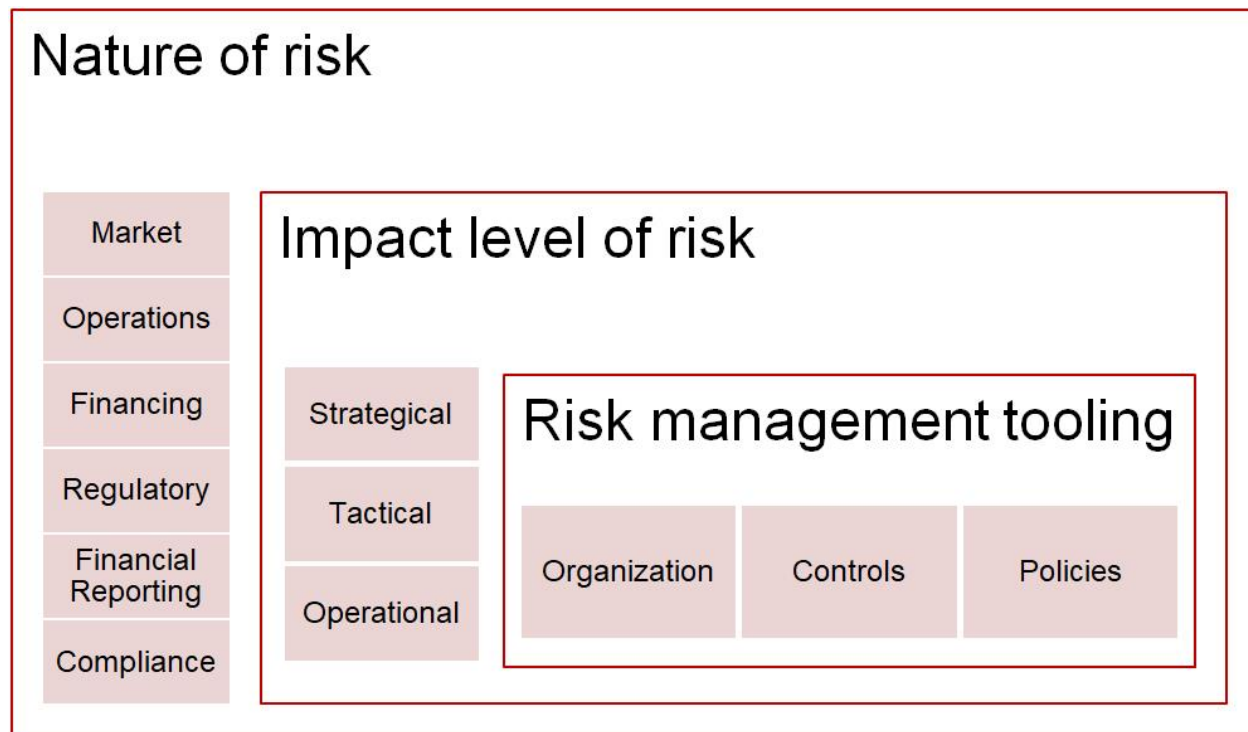 Nature of risk
Market
Operations
Financing
Regulatory
Financial
Reporting
Compliance
Impact level of risk
Strategical
Tactical
Operational
Risk management tooling
Organization
Controls
Policies